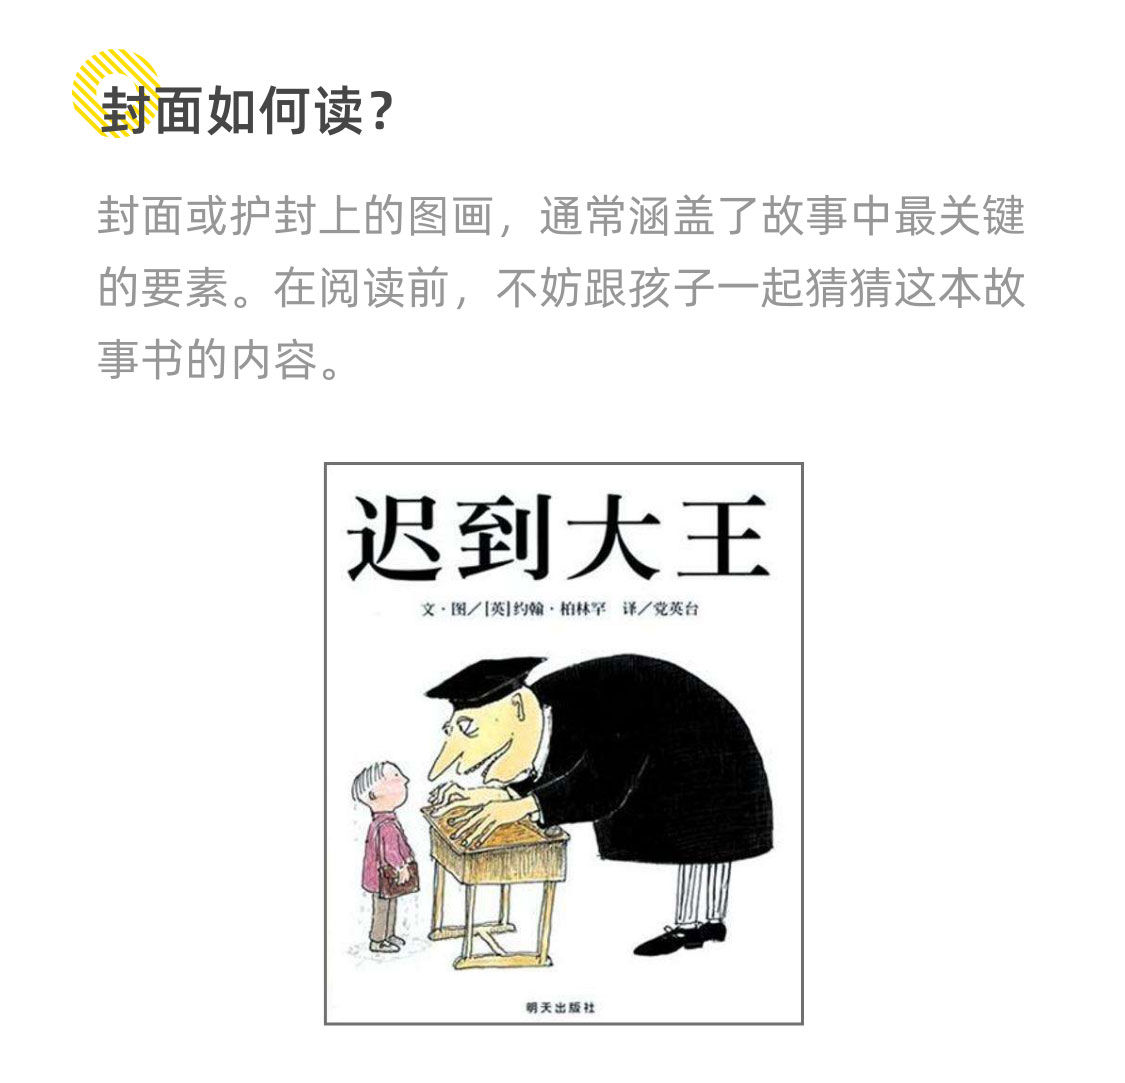 封面如何读？
封面或护封上的图画，通常涵盖了故事中最关键
的要素。在阅读前，不妨跟孩子一起猜猜这本故
事书的内容。
迟到大王
文·图／[英]约翰·柏林罕 译／党英台
明天出版社